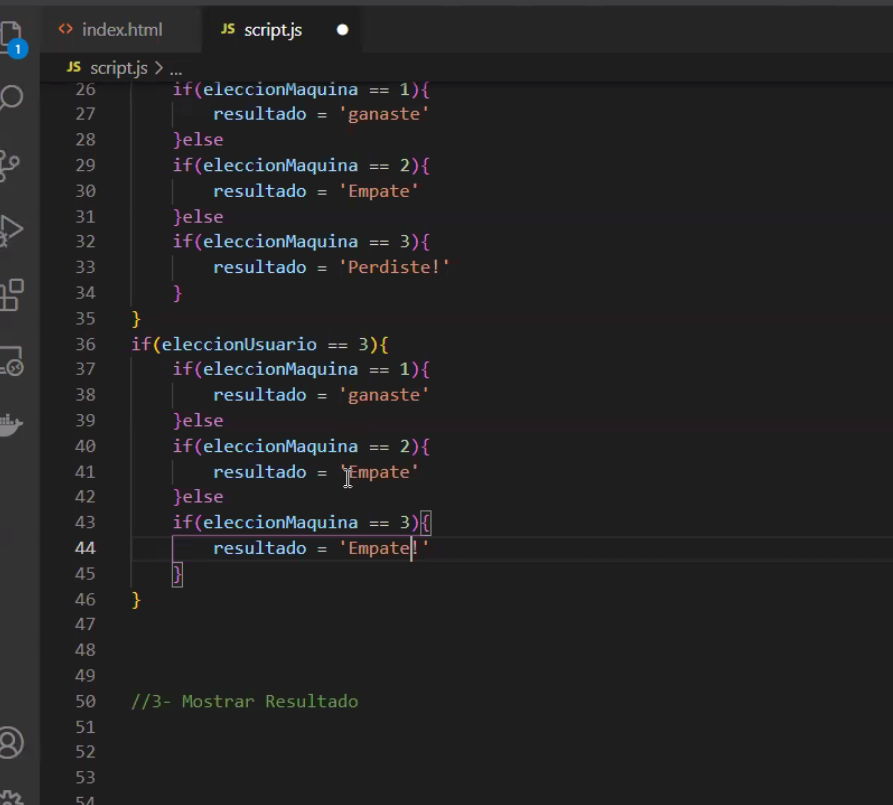 index.html
JS script.js
1
JS script.js > ...
26 if(eleccionMaquina == 1){
27 resultado = 'ganaste'
28 }else
29 if(eleccionMaquina == 2){
30 resultado = 'Empate'
31 }else
32 if(eleccionMaquina == 3){
33 resultado = 'Perdiste!'
34 }
35 }
36 if(eleccionUsuario == 3){
37 if(eleccionMaquina == 1){
38 resultado = 'ganaste'
39 }else
40 if(eleccionMaquina == 2){
41 resultado = 'Empate'
42 }else
43 if(eleccionMaquina == 3){
44 resultado = 'Empate!'
45 }
46 }
47
48
49
50 //3- Mostrar Resultado
51
52
53
54